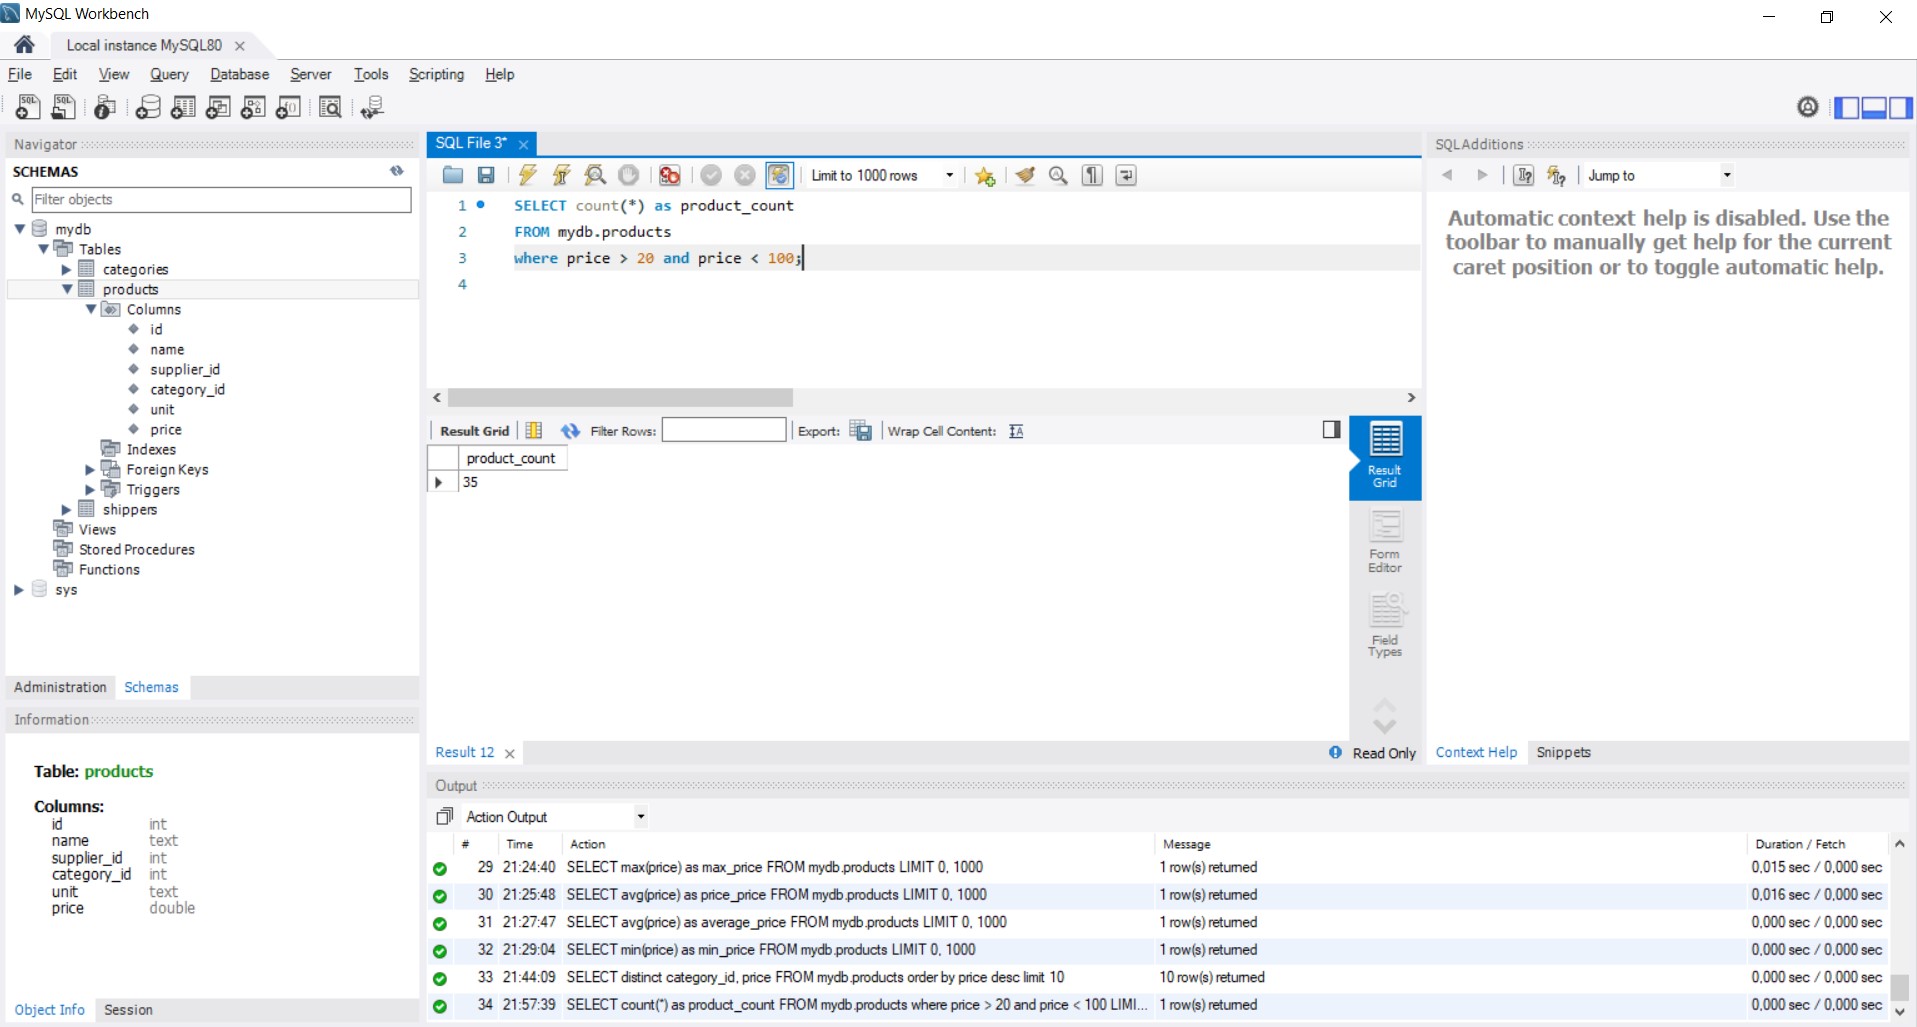 MySQL Workbench
Local instance MySQL80
File Edit View Query Database Server Tools Scripting Help
Navigator
SCHEMAS
Filter objects
mydb
Tables
categories
products
Columns
id
name
supplier_id
category_id
unit
price
Indexes
Foreign Keys
Triggers
shippers
Views
Stored Procedures
Functions
sys
Administration Schemas
Information
Table: products
Columns:
id int
name text
supplier_id int
category_id int
unit text
price double
Object Info Session
SQL File 3*
Limit to 1000 rows
1 SELECT count(*) as product_count
2 FROM mydb.products
3 where price > 20 and price < 100;
4
Result Grid Filter Rows: Export: Wrap Cell Content:
product_count
35
Result
Grid
Form
Editor
Field
Types
Result 12 Read Only
SQLAdditions
Jump to
Automatic context help is disabled. Use the
toolbar to manually get help for the current
caret position or to toggle automatic help.
Context Help Snippets
Output
Action Output
# Time Action Message Duration / Fetch
29 21:24:40 SELECT max(price) as max_price FROM mydb.products LIMIT 0, 1000 1 row(s) returned 0,015 sec / 0,000 sec
30 21:25:48 SELECT avg(price) as price_price FROM mydb.products LIMIT 0, 1000 1 row(s) returned 0,016 sec / 0,000 sec
31 21:27:47 SELECT avg(price) as average_price FROM mydb.products LIMIT 0, 1000 1 row(s) returned 0,000 sec / 0,000 sec
32 21:29:04 SELECT min(price) as min_price FROM mydb.products LIMIT 0, 1000 1 row(s) returned 0,000 sec / 0,000 sec
33 21:44:09 SELECT distinct category_id, price FROM mydb.products order by price desc limit 10 10 row(s) returned 0,000 sec / 0,000 sec
34 21:57:39 SELECT count(*) as product_count FROM mydb.products where price > 20 and price < 100 LIMI... 1 row(s) returned 0,000 sec / 0,000 sec